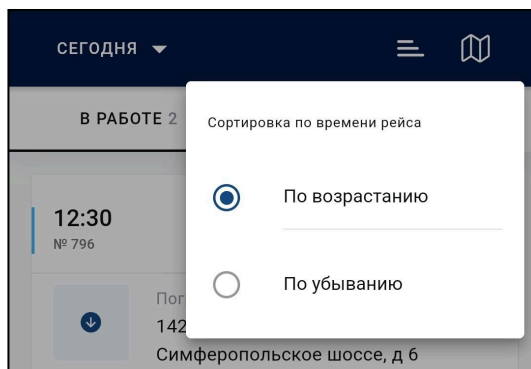 СЕГОДНЯ
В РАБОТЕ 2
Сортировка по времени рейса
По возрастанию
По убыванию
12:30
№ 796
Пог
142
Симферопольское шоссе, д 6